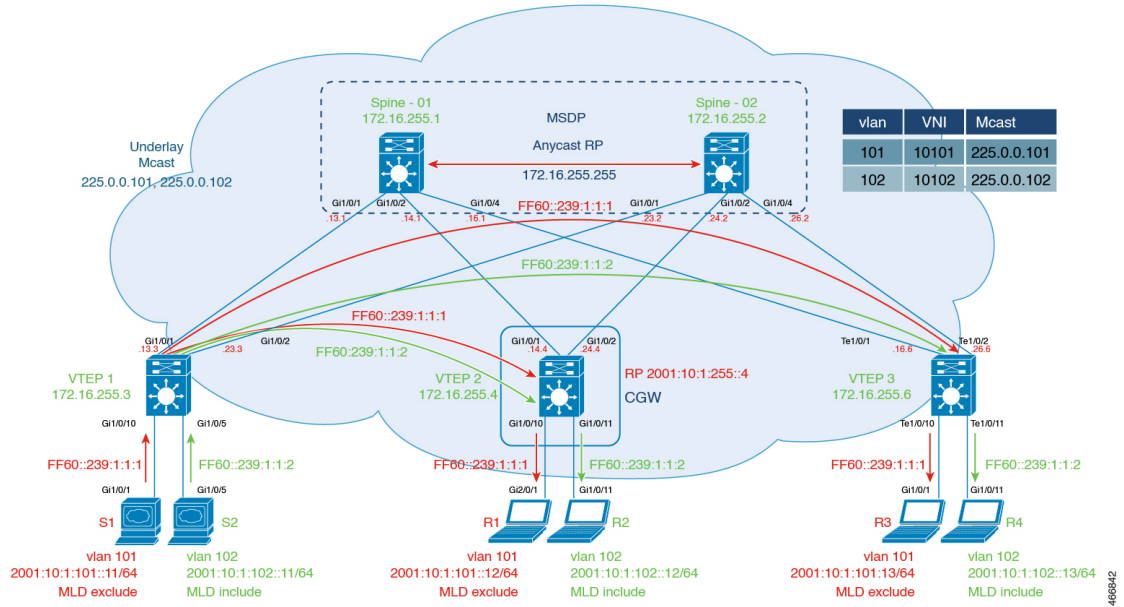 Spine - 01
172.16.255.1
Spine - 02
172.16.255.2
MSDP
Anycast RP
172.16.255.255
vlan VNI Mcast
101 10101 225.0.0.101
102 10102 225.0.0.102
Underlay
Mcast
225.0.0.101, 225.0.0.102
Gi1/0/1 Gi1/0/2 Gi1/0/4
.13.1 .14.1 .16.1
Gi1/0/1 Gi1/0/2 Gi1/0/4
.23.2 .24.2 .26.2
FF60::239:1:1:1
FF60:239:1:1:2
FF60::239:1:1:1
FF60:239:1:1:2
Gi1/0/1 Gi1/0/2
.13.3 .23.3
Gi1/0/1 Gi1/0/2
.14.4 .24.4
Te1/0/1 Te1/0/2
.16.6 .26.6
VTEP 1
172.16.255.3
VTEP 2
172.16.255.4
RP 2001:10:1:255::4
CGW
VTEP 3
172.16.255.6
Gi1/0/10 Gi1/0/5
Gi1/0/10 Gi1/0/11
Te1/0/10 Te1/0/11
FF60::239:1:1:1 FF60::239:1:1:2
FF60::239:1:1:1 FF60::239:1:1:2
FF60::239:1:1:1 FF60::239:1:1:2
Gi1/0/1 Gi1/0/5
Gi2/0/1 Gi1/0/11
Gi1/0/1 Gi1/0/11
S1 S2
R1 R2
R3 R4
vlan 101
2001:10:1:101::11/64
MLD exclude
vlan 102
2001:10:1:102::11/64
MLD include
vlan 101
2001:10:1:101::12/64
MLD exclude
vlan 102
2001:10:1:102::12/64
MLD include
vlan 101
2001:10:1:101:13/64
MLD exclude
vlan 102
2001:10:1:102::13/64
MLD include
466842